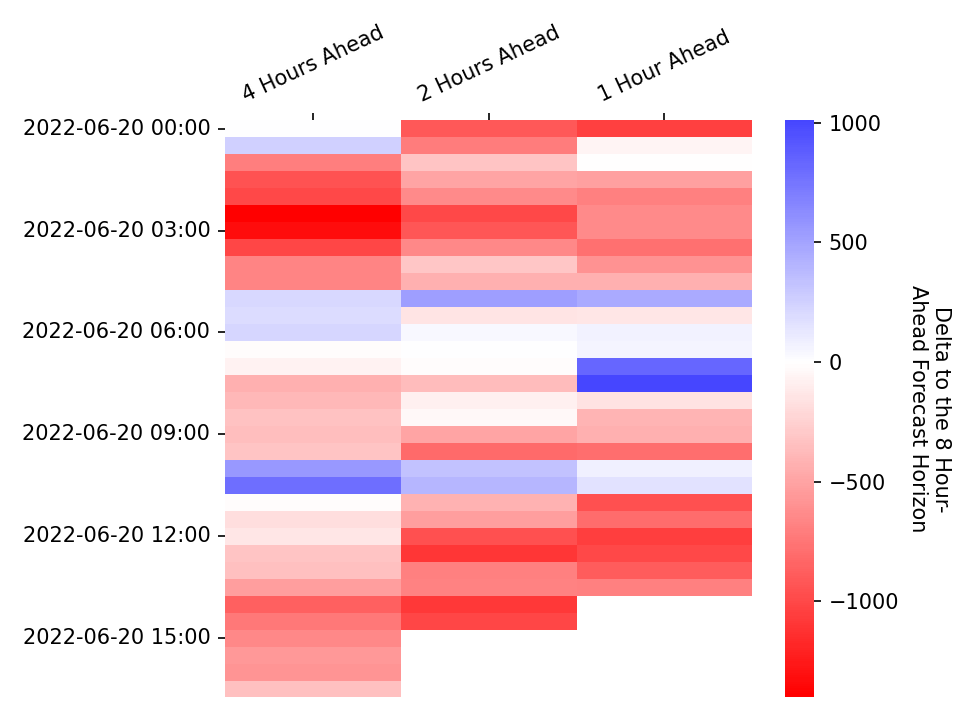 4 Hours Ahead
2 Hours Ahead
1 Hour Ahead
2022-06-20 00:00
2022-06-20 03:00
2022-06-20 06:00
2022-06-20 09:00
2022-06-20 12:00
2022-06-20 15:00
1000
500
0
−500
−1000
Delta to the 8 Hour-
Ahead Forecast Horizon